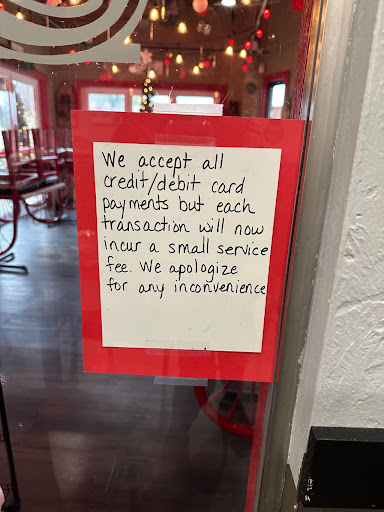 We accept all
credit/debit card
payments but each
transaction will now
incur a small service
fee. We apologize
for any inconvenience